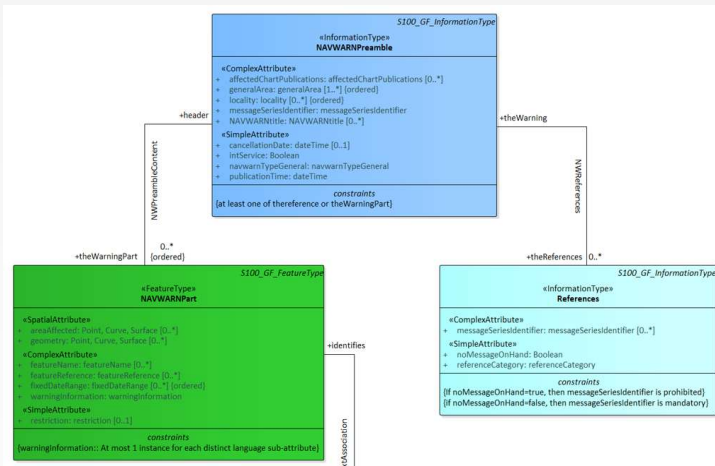 S100_GF_InformationType
«InformationType»
NAVWARNPreamble
«ComplexAttribute»
+ affectedChartPublications: affectedChartPublications [0..*]
+ generalArea: generalArea [1..*] {ordered}
+ locality: locality [0..*] {ordered}
+ messageSeriesIdentifier: messageSeriesIdentifier
+ NAVWARNtitle: NAVWARNtitle [0..*]
«SimpleAttribute»
+ cancellationDate: dateTime [0..1]
+ intService: Boolean
+ navwarnTypeGeneral: navwarnTypeGeneral
+ publicationTime: dateTime
constraints
{at least one of thereference or theWarningPart}
+header
+theWarning
NWPreambleContent
NWReferences
0..*
+theWarningPart {ordered}
+theReferences 0..*
S100_GF_FeatureType
«FeatureType»
NAVWARNPart
«SpatialAttribute»
+ areaAffected: Point, Curve, Surface [0..*]
+ geometry: Point, Curve, Surface [0..*]
«ComplexAttribute»
+ featureName: featureName [0..*]
+ featureReference: featureReference [0..*]
+ fixedDateRange: fixedDateRange [0..*] {ordered}
+ warningInformation: warningInformation
«SimpleAttribute»
+ restriction: restriction [0..1]
constraints
{warningInformation:: At most 1 instance for each distinct language sub-attribute}
+identifies
xtAssociation
S100_GF_InformationType
«InformationType»
References
«ComplexAttribute»
+ messageSeriesIdentifier: messageSeriesIdentifier [0..*]
«SimpleAttribute»
+ noMessageOnHand: Boolean
+ referenceCategory: referenceCategory
constraints
{If noMessageOnHand=true, then messageSeriesIdentifier is prohibited}
{If noMessageOnHand=false, then messageSeriesIdentifier is mandatory}